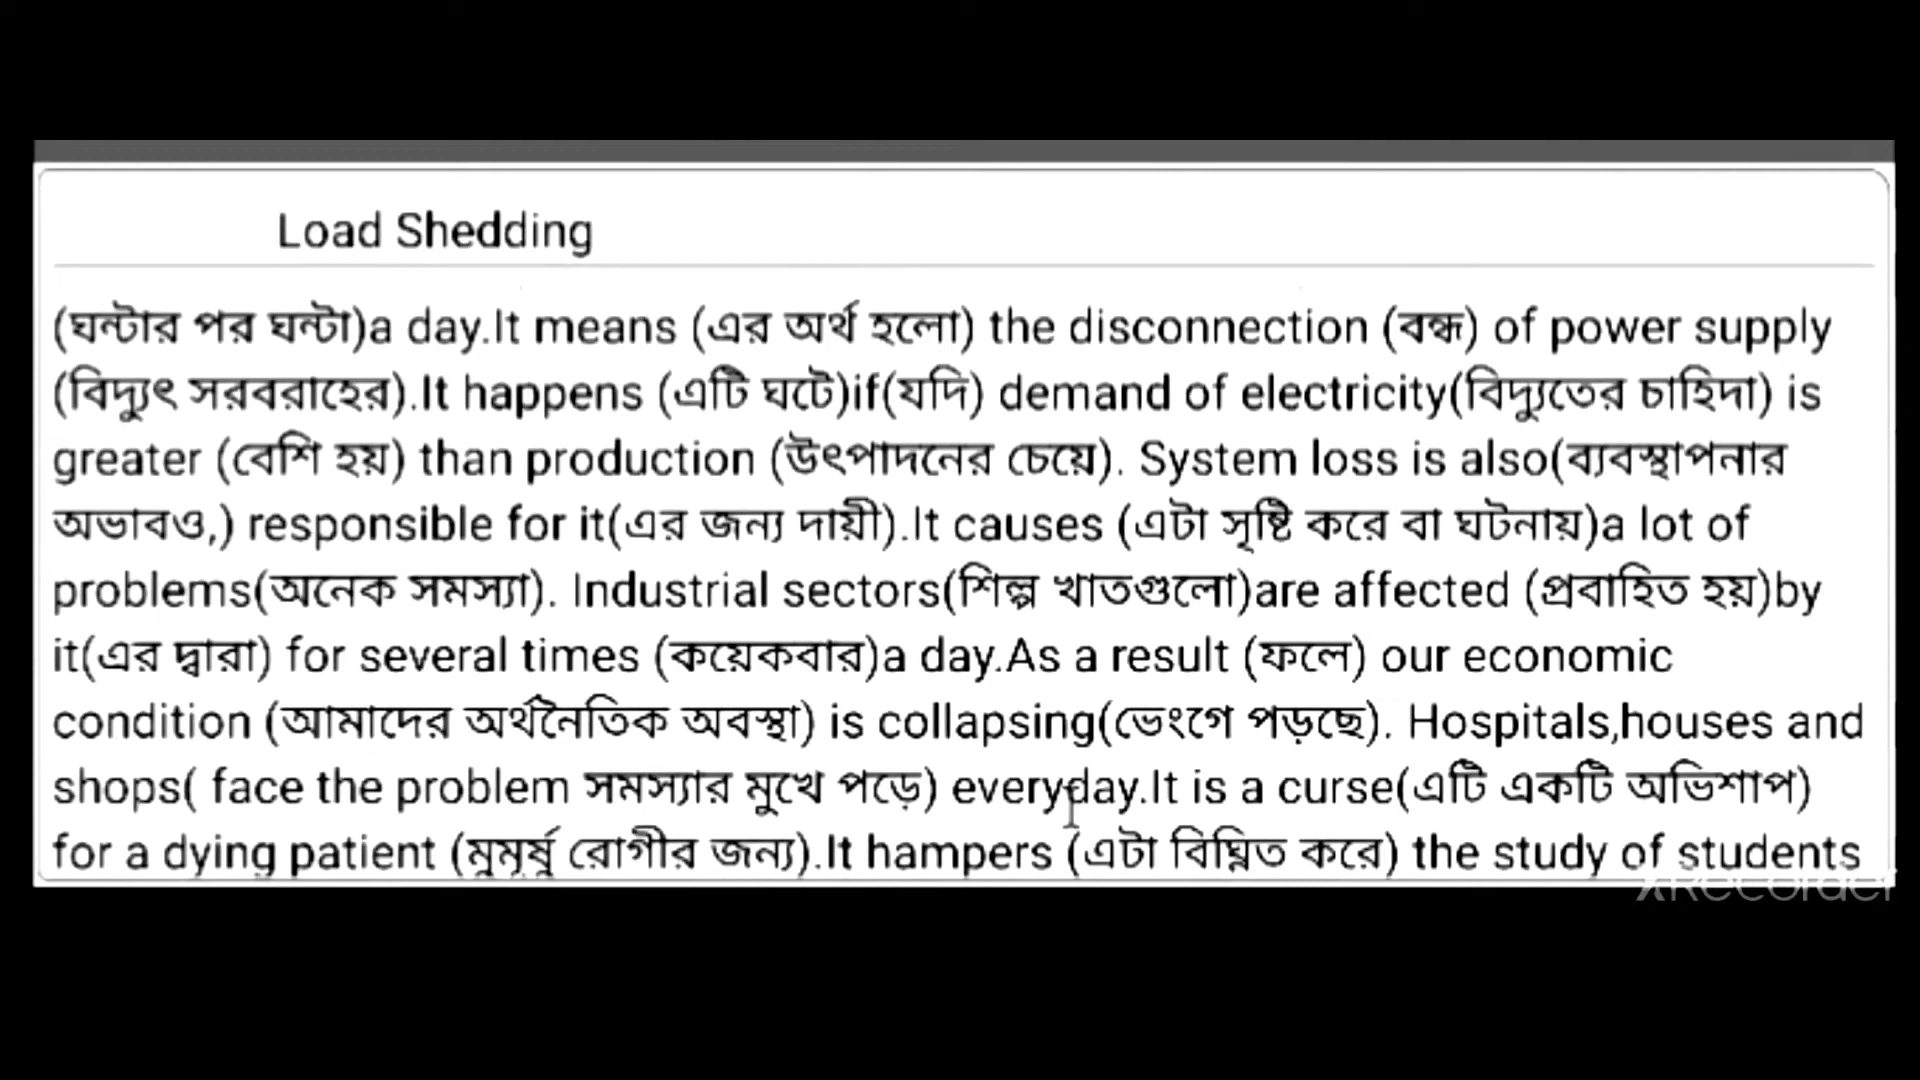 Load Shedding
(ঘন্টার পর ঘন্টা)a day.It means (এর অর্থ হলো) the disconnection (বন্ধ) of power supply
(বিদ্যুৎ সরবরাহের).It happens (এটি ঘটে)if(যদি) demand of electricity(বিদ্যুতের চাহিদা) is
greater (বেশি হয়) than production (উৎপাদনের চেয়ে). System loss is also(ব্যবস্থাপনার
অভাবও,) responsible for it(এর জন্য দায়ী).It causes (এটা সৃষ্টি করে বা ঘটনায়)a lot of
problems(অনেক সমস্যা). Industrial sectors(শিল্প খাতগুলো)are affected (প্রবাহিত হয়)by
it(এর দ্বারা) for several times (কয়েকবার)a day.As a result (ফলে) our economic
condition (আমাদের অর্থনৈতিক অবস্থা) is collapsing(ভেংগে পড়ছে). Hospitals,houses and
shops( face the problem সমস্যার মুখে পড়ে) everyday.It is a curse(এটি একটি অভিশাপ)
for a dying patient (মুমূর্ষু রোগীর জন্য).It hampers (এটা বিঘ্নিত করে) the study of students
XRecorder